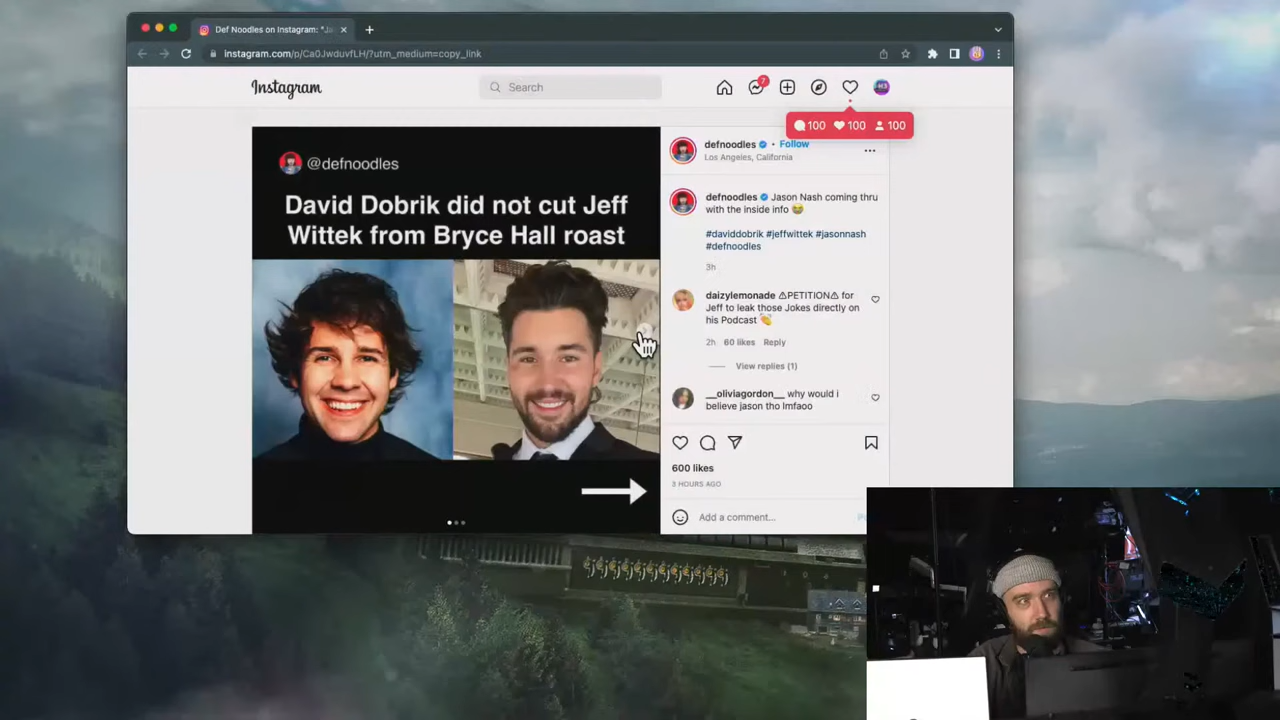 Def Noodles on Instagram: "Ja
instagram.com/p/Ca0JwduvfLH/?utm_medium=copy_link
Instagram
Search
7
100 100 100
@defnoodles
David Dobrik did not cut Jeff
Wittek from Bryce Hall roast
defnoodles • Follow
Los Angeles, California
defnoodles Jason Nash coming thru
with the inside info 😭
#daviddobrik #jeffwittek #jasonnash
#defnoodles
3h
daizylemonade ⚠PETITION⚠ for
Jeff to leak those Jokes directly on
his Podcast 👏
2h 60 likes Reply
View replies (1)
__oliviagordon__ why would i
believe jason tho lmfaoo
600 likes
3 HOURS AGO
Add a comment...